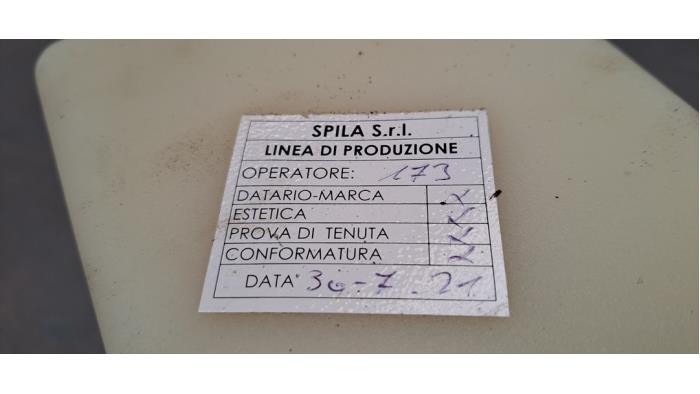 SPILA S.r.l.
LINEA DI PRODUZIONE
OPERATORE: 173
DATARIO-MARCA X
ESTETICA X
PROVA DI TENUTA X
CONFORMATURA X
DATA 30-7.21